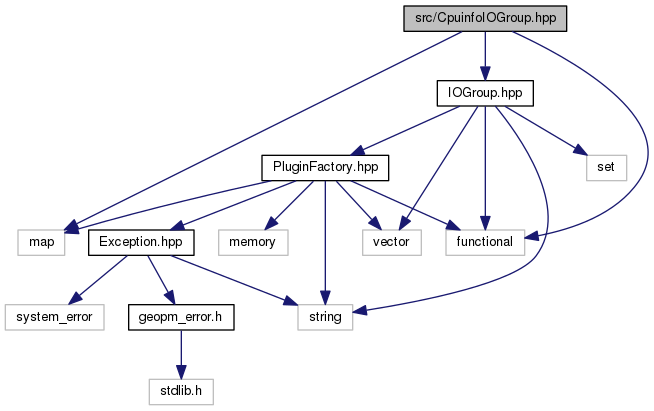 src/CpuinfoIOGroup.hpp
IOGroup.hpp
PluginFactory.hpp
set
map
Exception.hpp
memory
vector
functional
system_error
geopm_error.h
string
stdlib.h